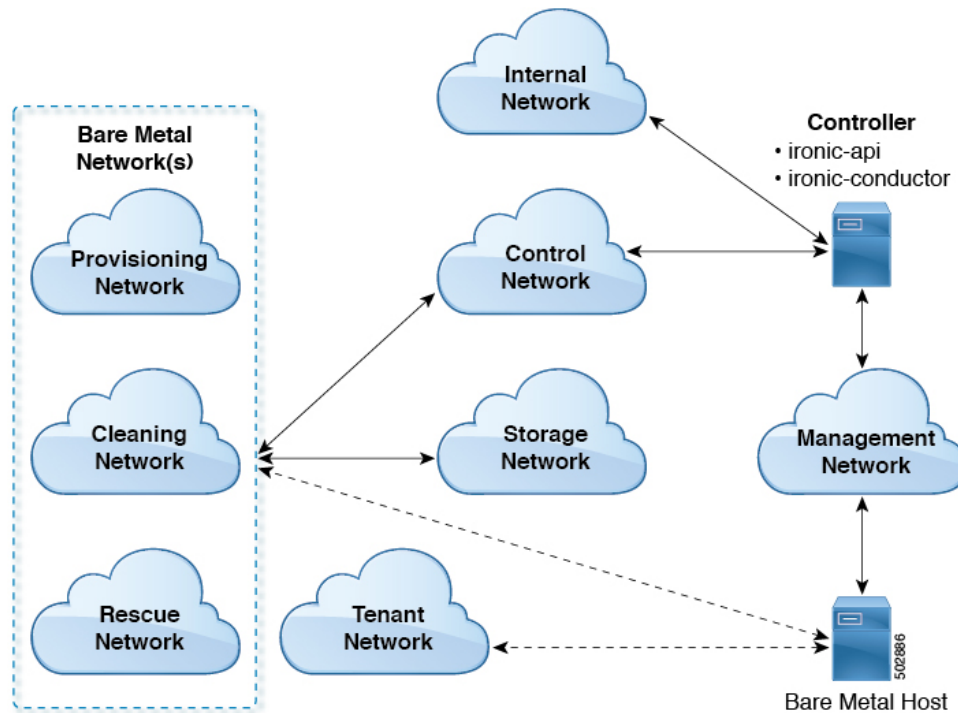 Internal
Network
Bare Metal
Network(s)
Controller
• ironic-api
• ironic-conductor
Provisioning
Network
Control
Network
Cleaning
Network
Storage
Network
Management
Network
Rescue
Network
Tenant
Network
502886
Bare Metal Host